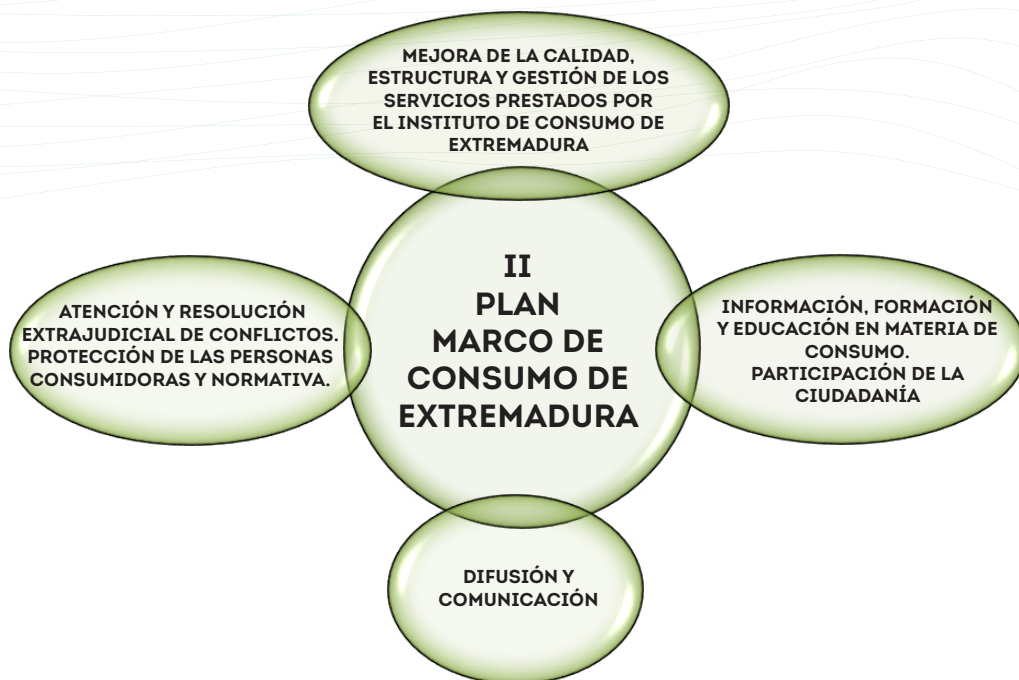 MEJORA DE LA CALIDAD,
ESTRUCTURA Y GESTIÓN DE LOS
SERVICIOS PRESTADOS POR
EL INSTITUTO DE CONSUMO DE
EXTREMADURA
II
PLAN
MARCO DE
CONSUMO DE
EXTREMADURA
ATENCIÓN Y RESOLUCIÓN
EXTRAJUDICIAL DE CONFLICTOS.
PROTECCIÓN DE LAS PERSONAS
CONSUMIDORAS Y NORMATIVA.
INFORMACIÓN, FORMACIÓN
Y EDUCACIÓN EN MATERIA DE
CONSUMO.
PARTICIPACIÓN DE LA
CIUDADANÍA
DIFUSIÓN Y
COMUNICACIÓN